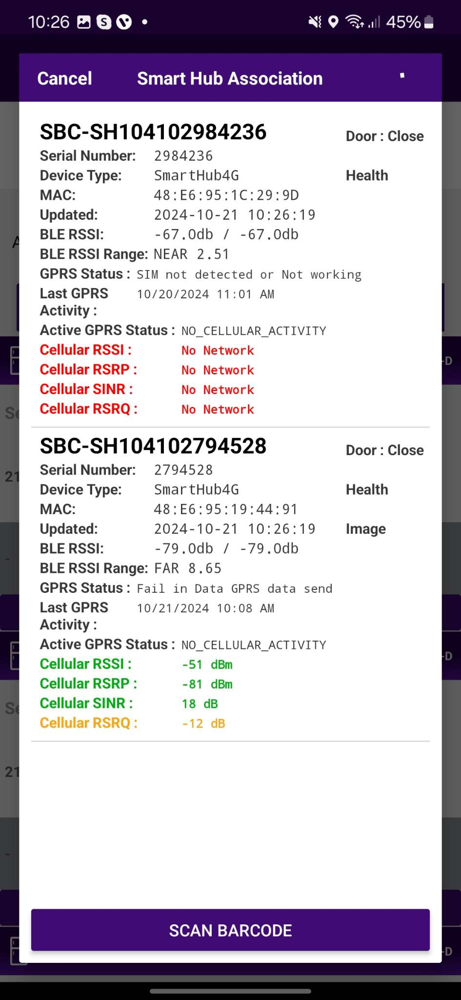 10:26 45%
Cancel Smart Hub Association
SBC-SH104102984236 Door : Close
Serial Number: 2984236
Device Type: SmartHub4G Health
MAC: 48:E6:95:1C:29:9D
Updated: 2024-10-21 10:26:19
BLE RSSI: -67.0db / -67.0db
BLE RSSI Range: NEAR 2.51
GPRS Status : SIM not detected or Not working
Last GPRS 10/20/2024 11:01 AM
Activity :
Active GPRS Status : NO_CELLULAR_ACTIVITY
Cellular RSSI : No Network
Cellular RSRP : No Network
Cellular SINR : No Network
Cellular RSRQ : No Network
SBC-SH104102794528 Door : Close
Serial Number: 2794528
Device Type: SmartHub4G Health
MAC: 48:E6:95:19:44:91
Updated: 2024-10-21 10:26:19 Image
BLE RSSI: -79.0db / -79.0db
BLE RSSI Range: FAR 8.65
GPRS Status : Fail in Data GPRS data send
Last GPRS 10/21/2024 10:08 AM
Activity :
Active GPRS Status : NO_CELLULAR_ACTIVITY
Cellular RSSI : -51 dBm
Cellular RSRP : -81 dBm
Cellular SINR : 18 dB
Cellular RSRQ : -12 dB
SCAN BARCODE